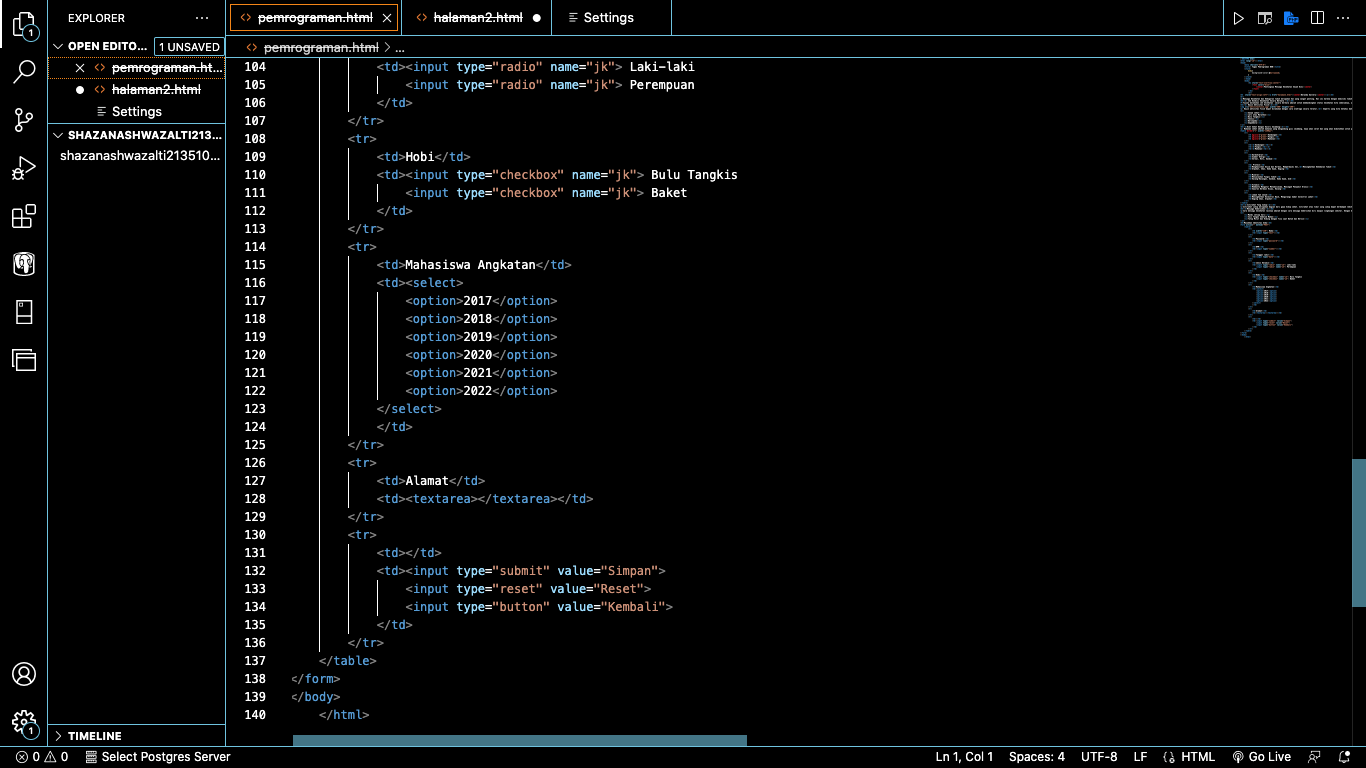 EXPLORER
OPEN EDITO... 1 UNSAVED
pemrograman.ht...
halaman2.html
Settings
SHAZANASHWAZALTI213...
shazanashwazalti213510...
TIMELINE
pemrograman.html
halaman2.html
Settings
pemrograman.html > ...
104 <td><input type="radio" name="jk"> Laki-laki
105 <input type="radio" name="jk"> Perempuan
106 </td>
107 </tr>
108 <tr>
109 <td>Hobi</td>
110 <td><input type="checkbox" name="jk"> Bulu Tangkis
111 <input type="checkbox" name="jk"> Baket
112 </td>
113 </tr>
114 <tr>
115 <td>Mahasiswa Angkatan</td>
116 <td><select>
117 <option>2017</option>
118 <option>2018</option>
119 <option>2019</option>
120 <option>2020</option>
121 <option>2021</option>
122 <option>2022</option>
123 </select>
124 </td>
125 </tr>
126 <tr>
127 <td>Alamat</td>
128 <td><textarea></textarea></td>
129 </tr>
130 <tr>
131 <td></td>
132 <td><input type="submit" value="Simpan">
133 <input type="reset" value="Reset">
134 <input type="button" value="Kembali">
135 </td>
136 </tr>
137 </table>
138 </form>
139 </body>
140 </html>
0 0 Select Postgres Server Ln 1, Col 1 Spaces: 4 UTF-8 LF HTML Go Live